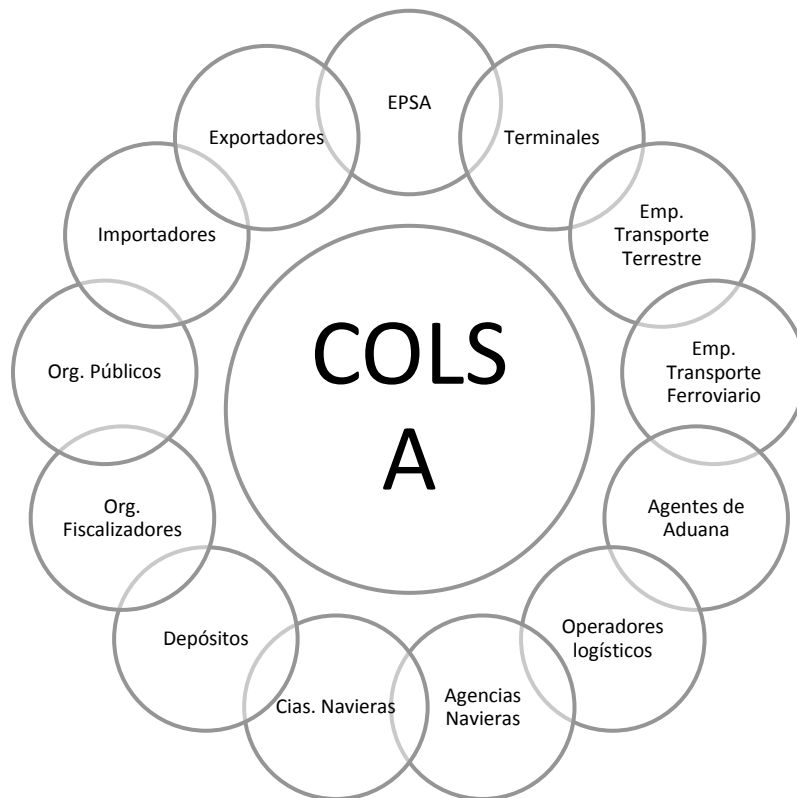 EPSA
Terminales
Emp.
Transporte
Terrestre
Emp.
Transporte
Ferroviario
Agentes de
Aduana
Operadores
logísticos
Agencias
Navieras
Cias. Navieras
Depósitos
Org.
Fiscalizadores
Org. Públicos
Importadores
Exportadores
COLS
A